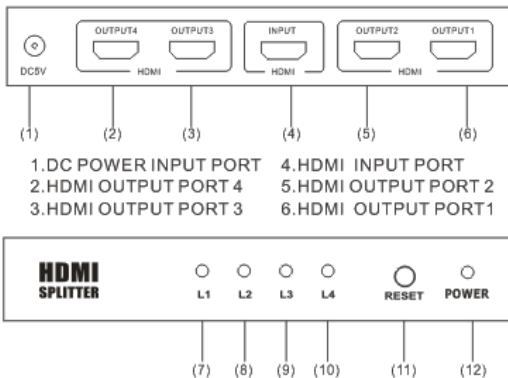 OUTPUT4 OUTPUT3 INPUT OUTPUT2 OUTPUT1
DC5V HDMI HDMI HDMI
(1) (2) (3) (4) (5) (6)
1.DC POWER INPUT PORT 4.HDMI INPUT PORT
2.HDMI OUTPUT PORT 4 5.HDMI OUTPUT PORT 2
3.HDMI OUTPUT PORT 3 6.HDMI OUTPUT PORT1
HDMI
SPLITTER
L1 L2 L3 L4 RESET POWER
(7) (8) (9) (10) (11) (12)